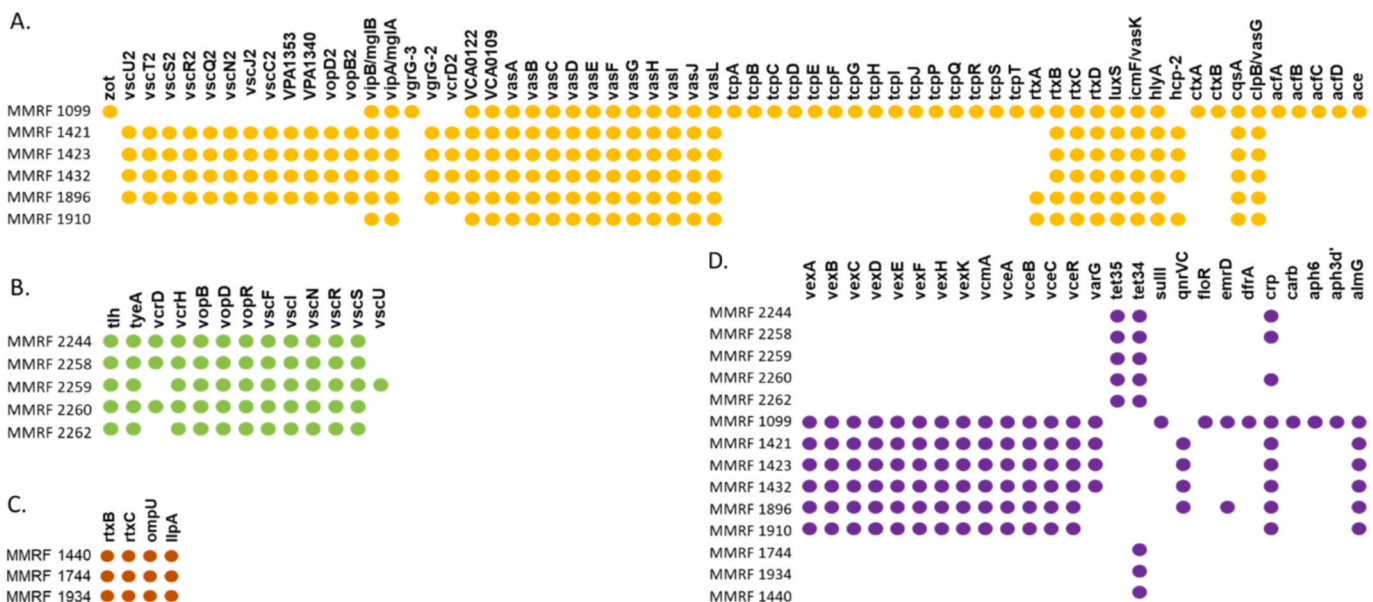 A.
zot vscU2 vscT2 vscS2 vscR2 vscQ2 vscN2 vscJ2 vscC2 VPA1353 VPA1340 vopD2 vopB2 vipB/mglB vipA/mglA vgrG-3 vgrG-2 vcrD2 VCA0122 VCA0109 vasA vasB vasC vasD vasE vasF vasG vasH vasI vasJ vasL tcpA tcpB tcpC tcpD tcpE tcpF tcpG tcpH tcpI tcpJ tcpP tcpQ tcpR tcpS tcpT rtxA rtxB rtxC rtxD luxS icmF/vasK hlyA hcp-2 ctxA ctxB cqsA clpB/vasG acfA acfB acfC acfD ace
MMRF 1099
MMRF 1421
MMRF 1423
MMRF 1432
MMRF 1896
MMRF 1910
B.
tlh tyeA vcrD vcrH vopB vopD vopR vscF vscI vscN vscR vscS vscU
MMRF 2244
MMRF 2258
MMRF 2259
MMRF 2260
MMRF 2262
C.
rtxB rtxC ompU IlpA
MMRF 1440
MMRF 1744
MMRF 1934
D.
vexA vexB vexC vexD vexE vexF vexH vexK vcmA vceA vceB vceC vceR varG tet35 tet34 sulII qnrVC floR emrD dfrA crp carb aph6 aph3d' almG
MMRF 2244
MMRF 2258
MMRF 2259
MMRF 2260
MMRF 2262
MMRF 1099
MMRF 1421
MMRF 1423
MMRF 1432
MMRF 1896
MMRF 1910
MMRF 1744
MMRF 1934
MMRF 1440